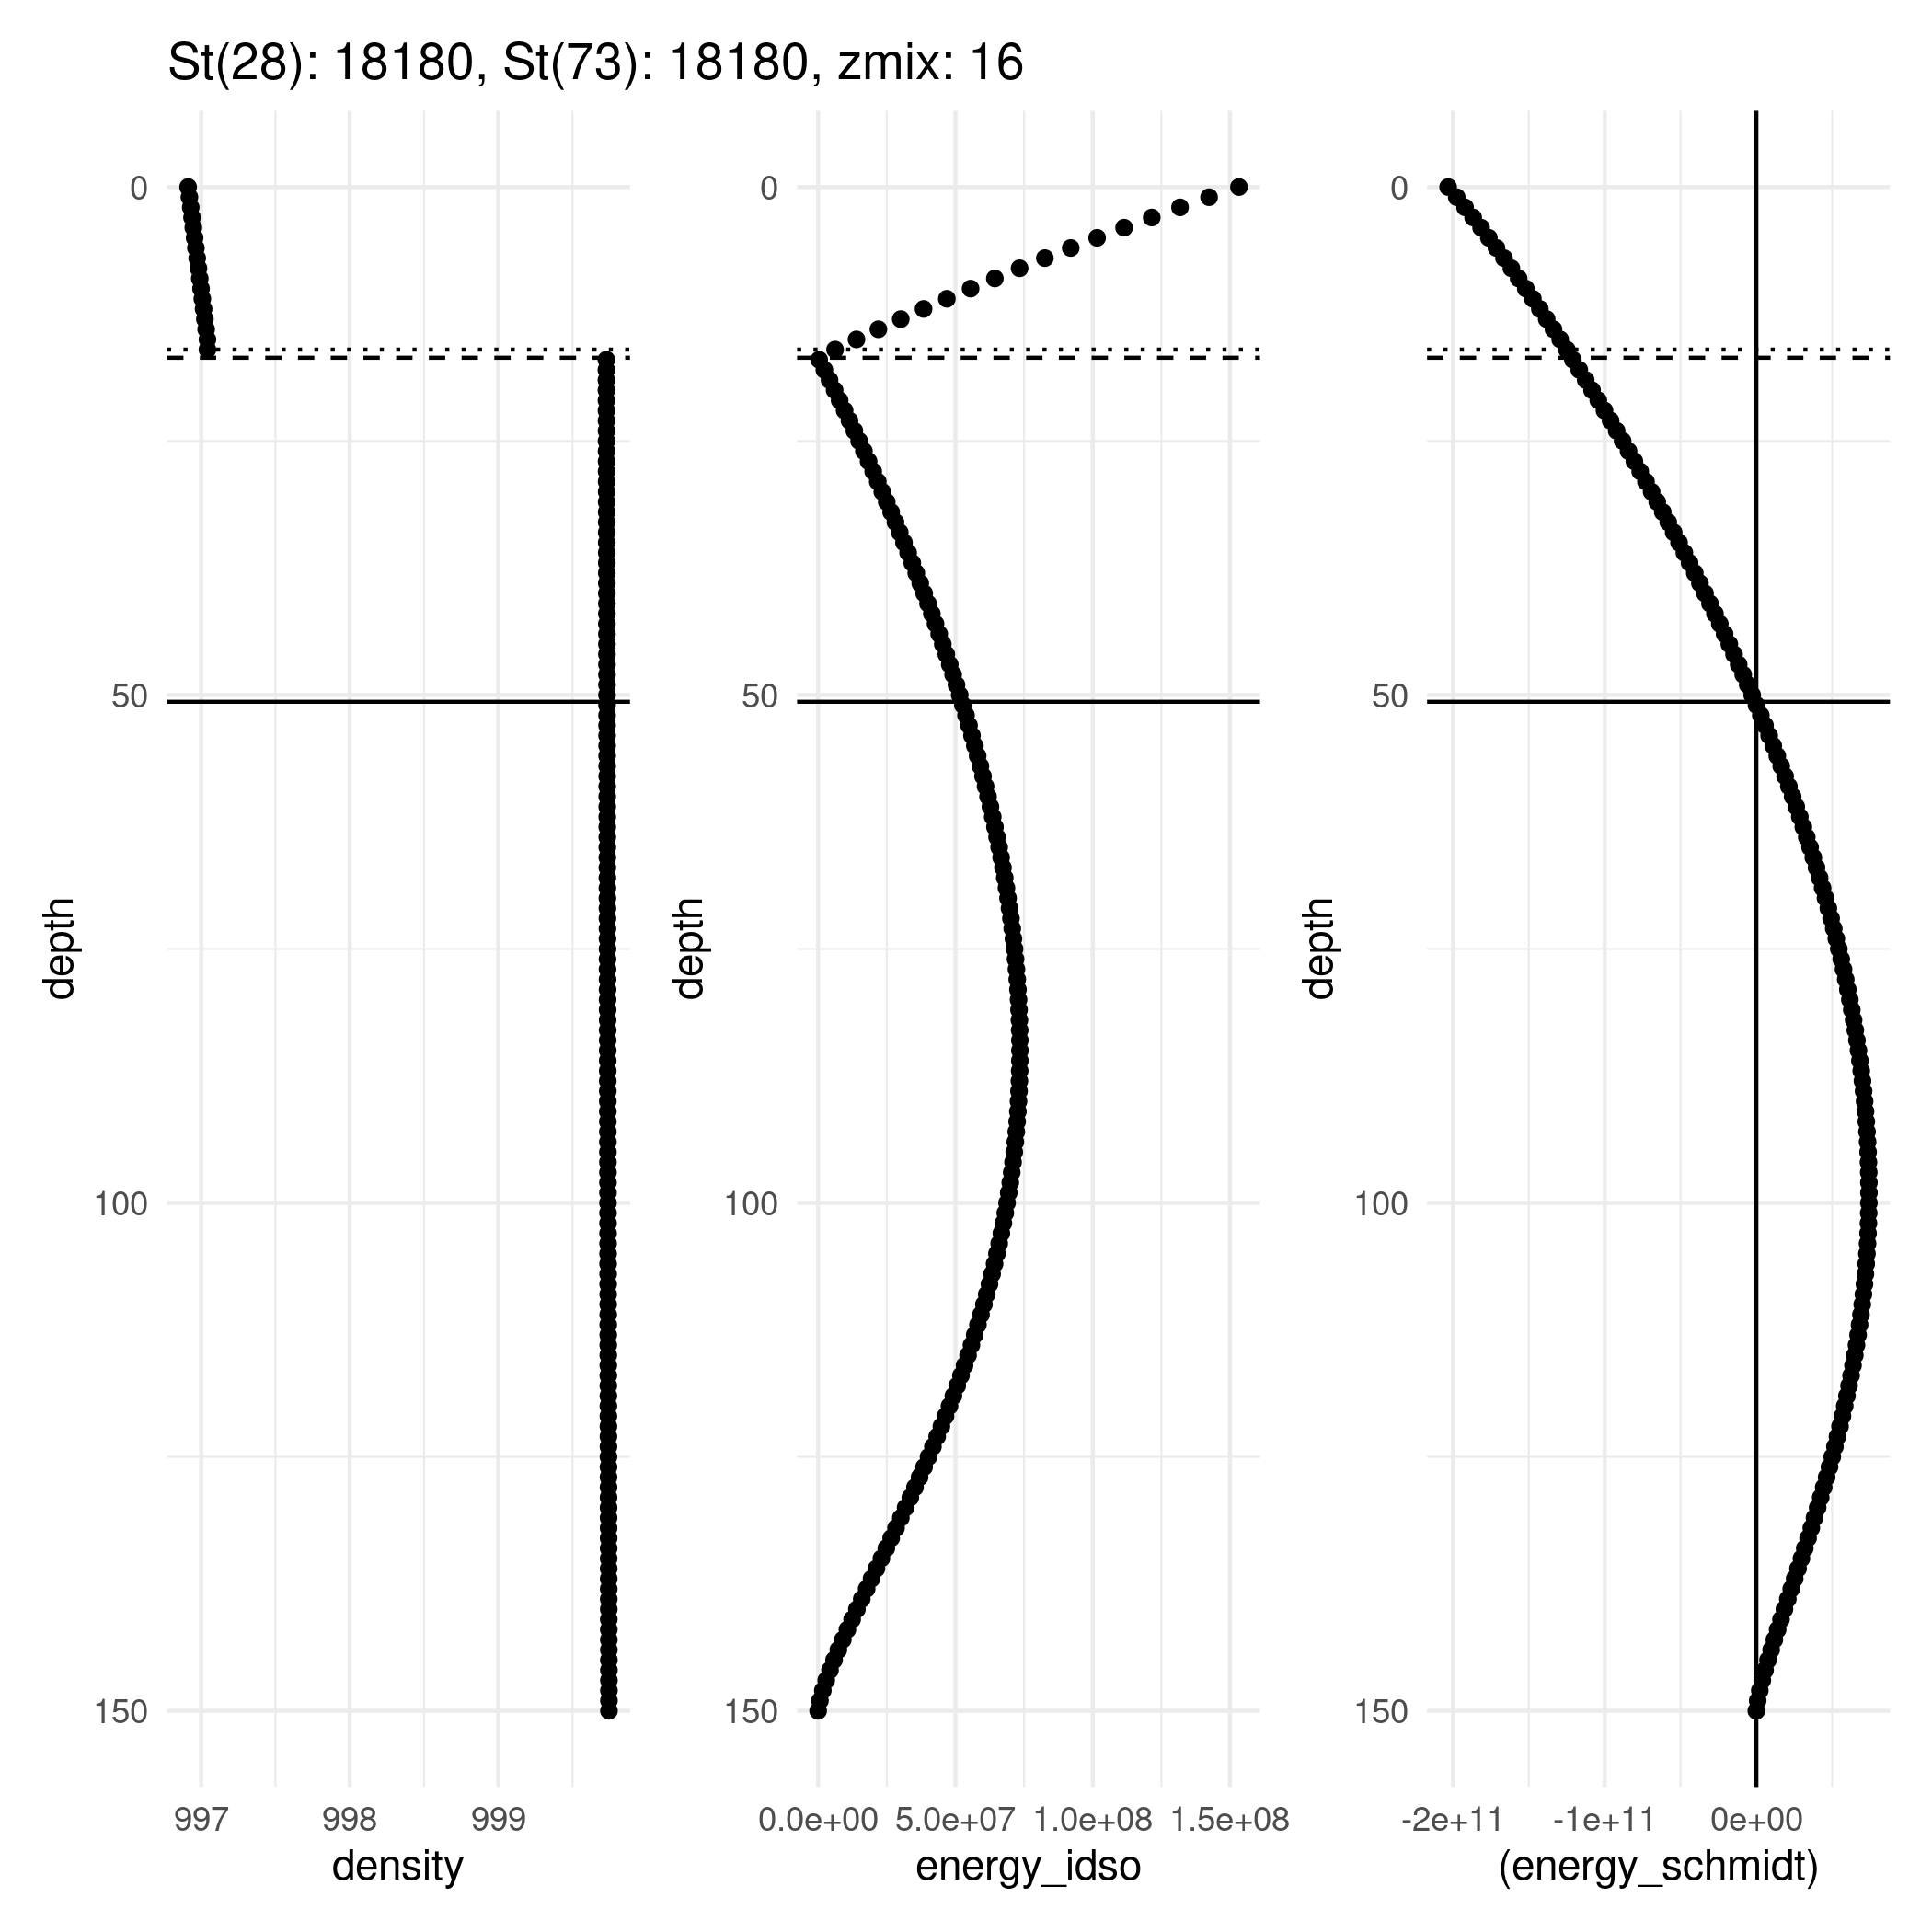 St(28): 18180, St(73): 18180, zmix: 16
0
50
100
150
depth
997 998 999
density
0
50
100
150
depth
0.0e+00 5.0e+07 1.0e+08 1.5e+08
energy_idso
0
50
100
150
depth
-2e+11 -1e+11 0e+00
(energy_schmidt)